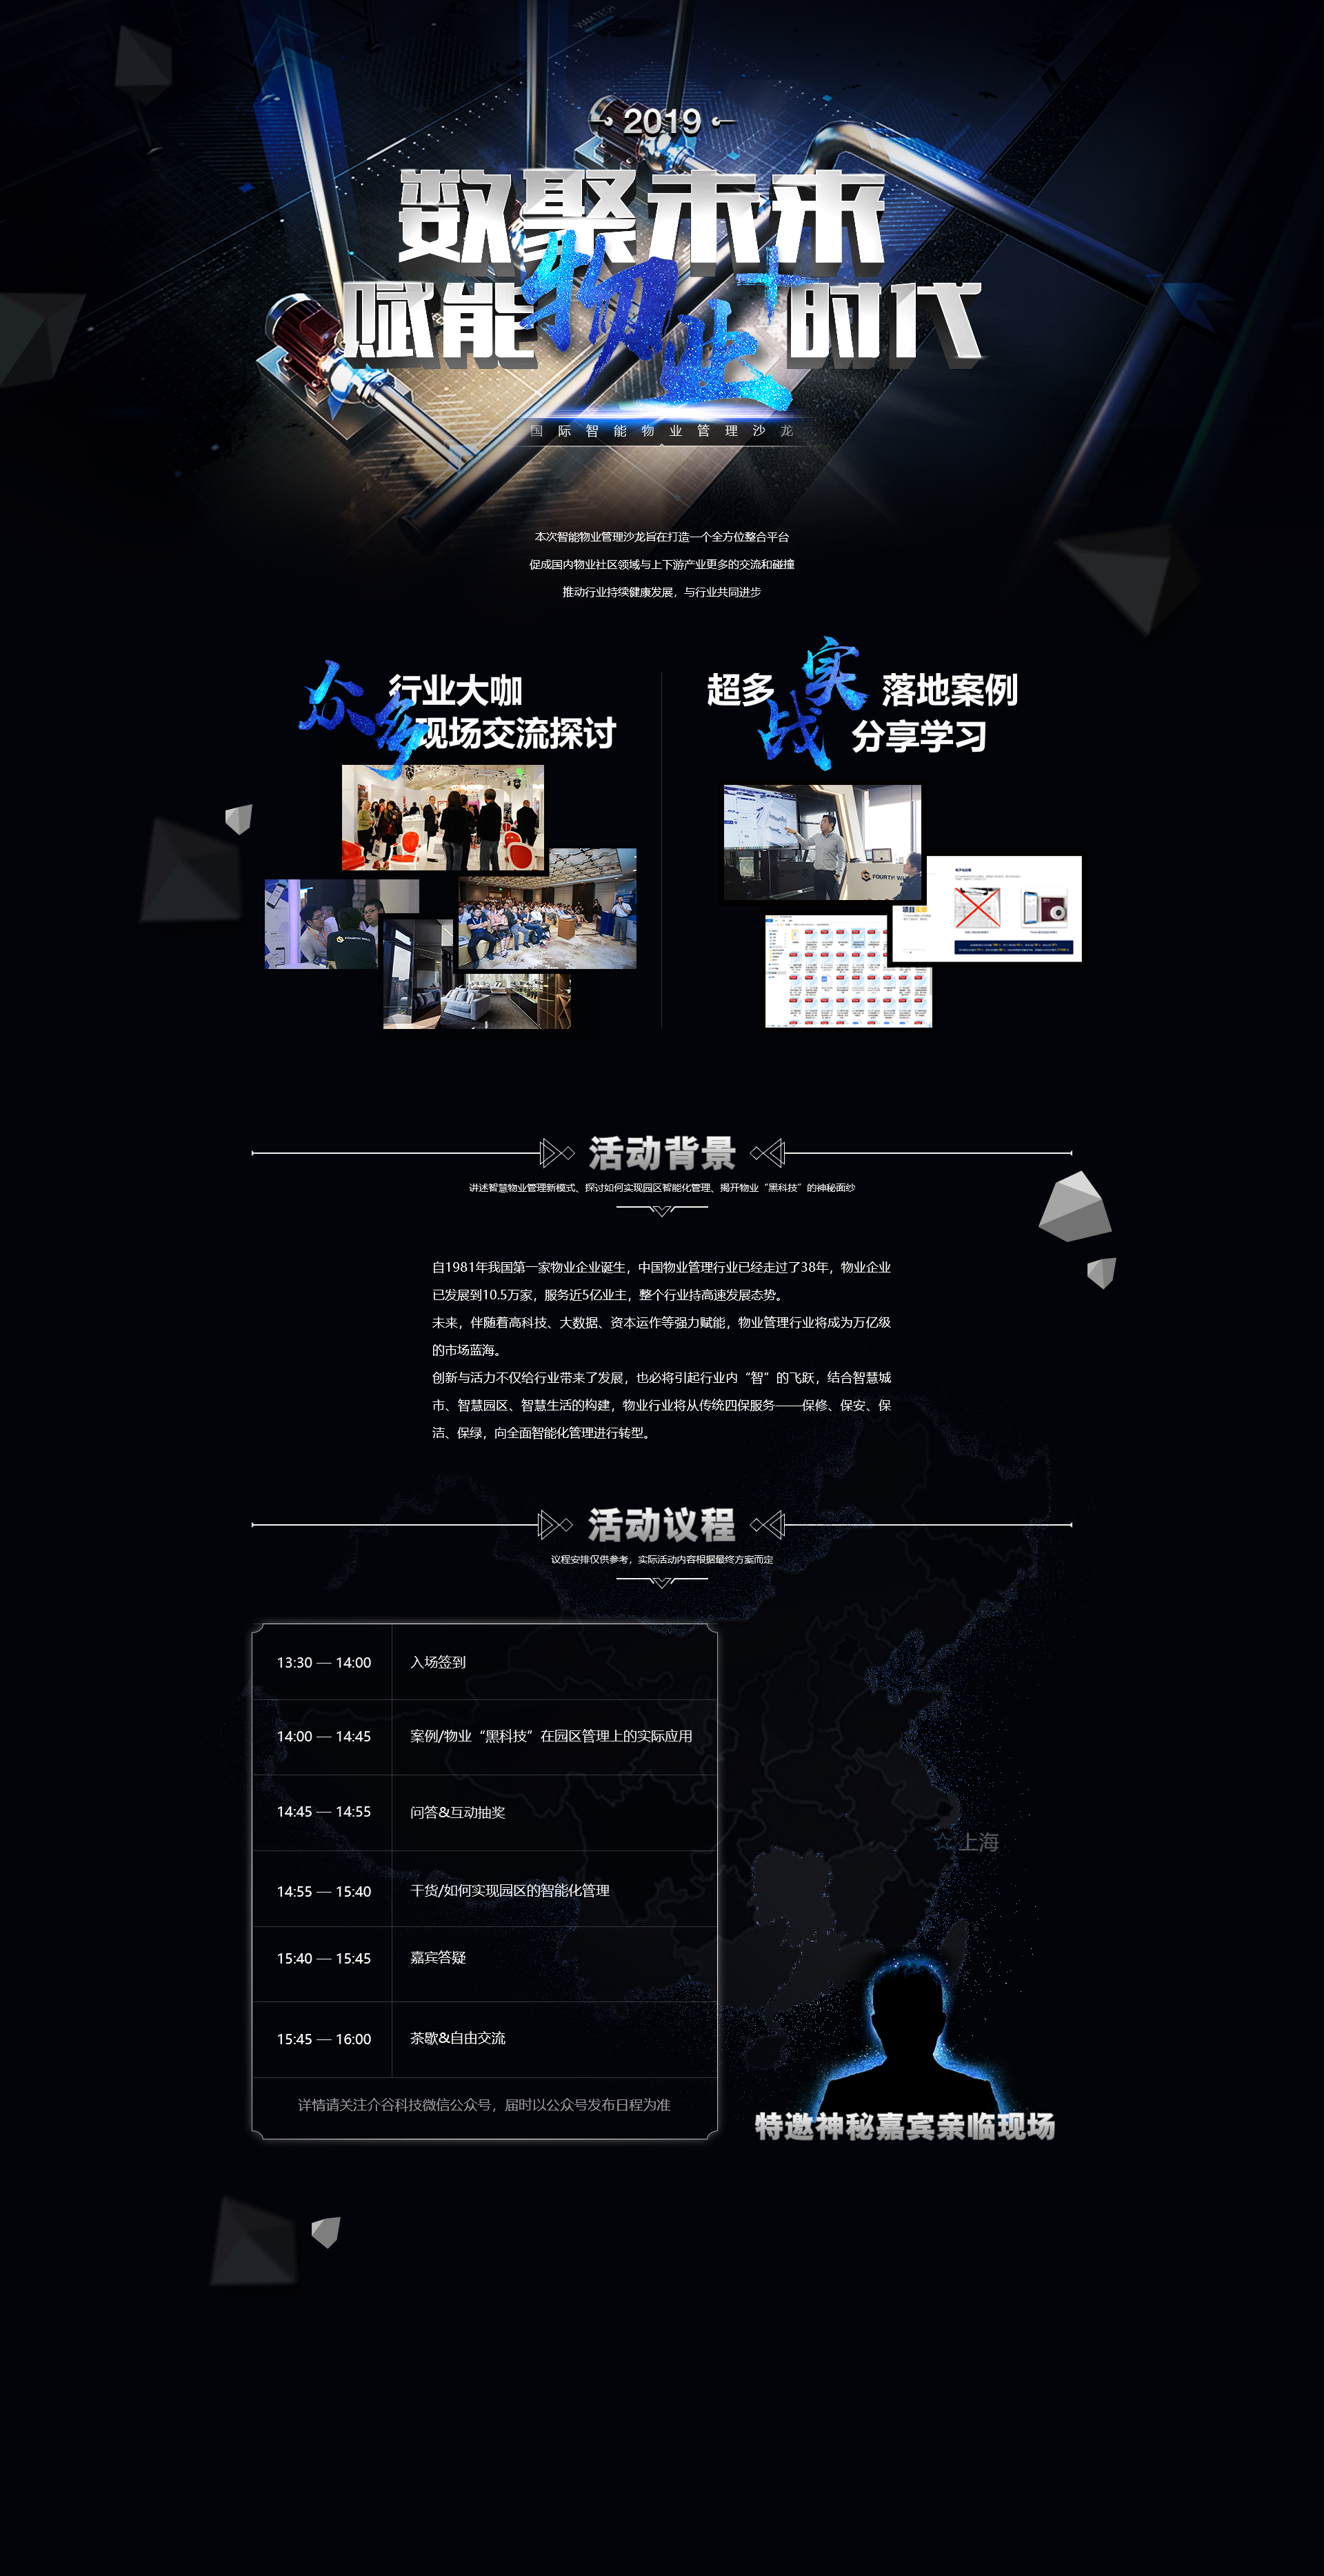 2019
数聚未来
赋能物业+时代
国际智能物业管理沙龙
本次智能物业管理沙龙旨在打造一个全方位整合平台
促成国内物业社区领域与上下游产业更多的交流和碰撞
推动行业持续健康发展，与行业共同进步
众多行业大咖
现场交流探讨
超多实战落地案例
分享学习
FOURTH WALL
FOURTH W
活动背景
讲述智慧物业管理新模式、探讨如何实现园区智能化管理、揭开物业“黑科技”的神秘面纱
自1981年我国第一家物业企业诞生，中国物业管理行业已经走过了38年，物业企业
已发展到10.5万家，服务近5亿业主，整个行业持高速发展态势。
未来，伴随着高科技、大数据、资本运作等强力赋能，物业管理行业将成为万亿级
的市场蓝海。
创新与活力不仅给行业带来了发展，也必将引起行业内“智”的飞跃，结合智慧城
市、智慧园区、智慧生活的构建，物业行业将从传统四保服务——保修、保安、保
洁、保绿，向全面智能化管理进行转型。
活动议程
议程安排仅供参考，实际活动内容根据最终方案而定
13:30 — 14:00 入场签到
14:00 — 14:45 案例/物业“黑科技”在园区管理上的实际应用
14:45 — 14:55 问答&互动抽奖
14:55 — 15:40 干货/如何实现园区的智能化管理
15:40 — 15:45 嘉宾答疑
15:45 — 16:00 茶歇&自由交流
详情请关注介谷科技微信公众号，届时以公众号发布日程为准
上海
特邀神秘嘉宾亲临现场